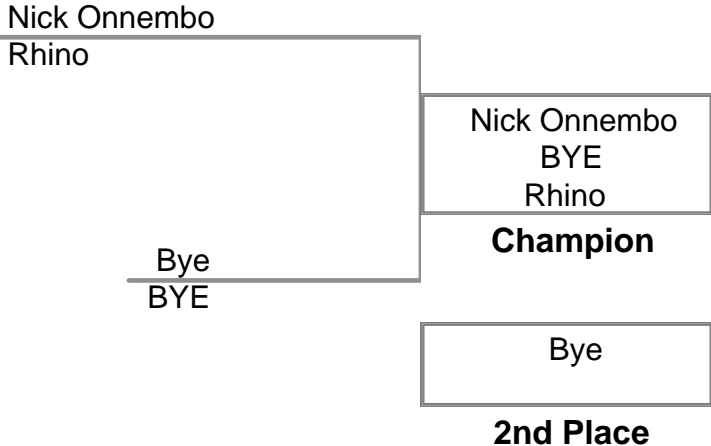 Nick Onnembo
Rhino
Nick Onnembo
BYE
Rhino
Champion
Bye
BYE
Bye
2nd Place